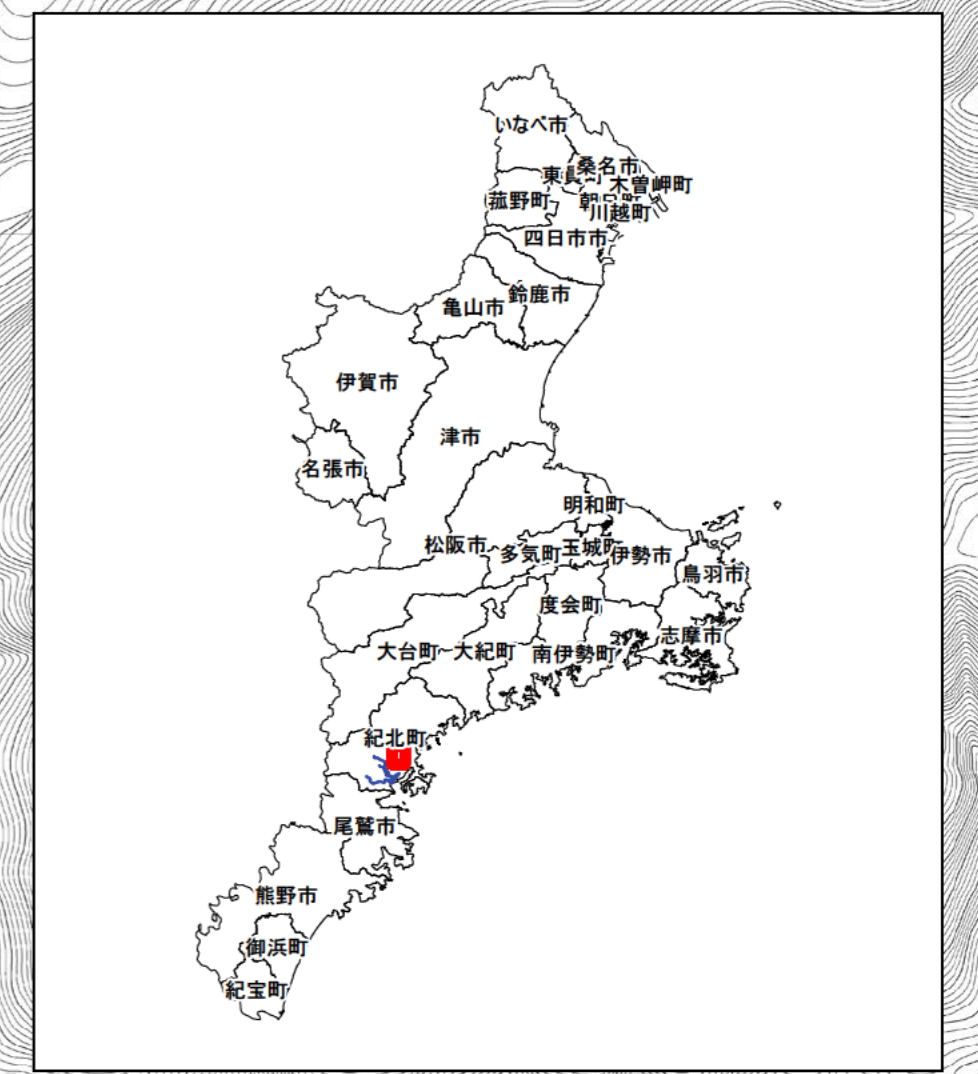 いなべ市
桑名市
東員町
木曽岬町
菰野町
川越町
四日市市
鈴鹿市
亀山市
伊賀市
津市
名張市
明和町
松阪市
多気町
玉城町
伊勢市
鳥羽市
度会町
志摩市
大台町
大紀町
南伊勢町
紀北町
尾鷲市
熊野市
御浜町
紀宝町